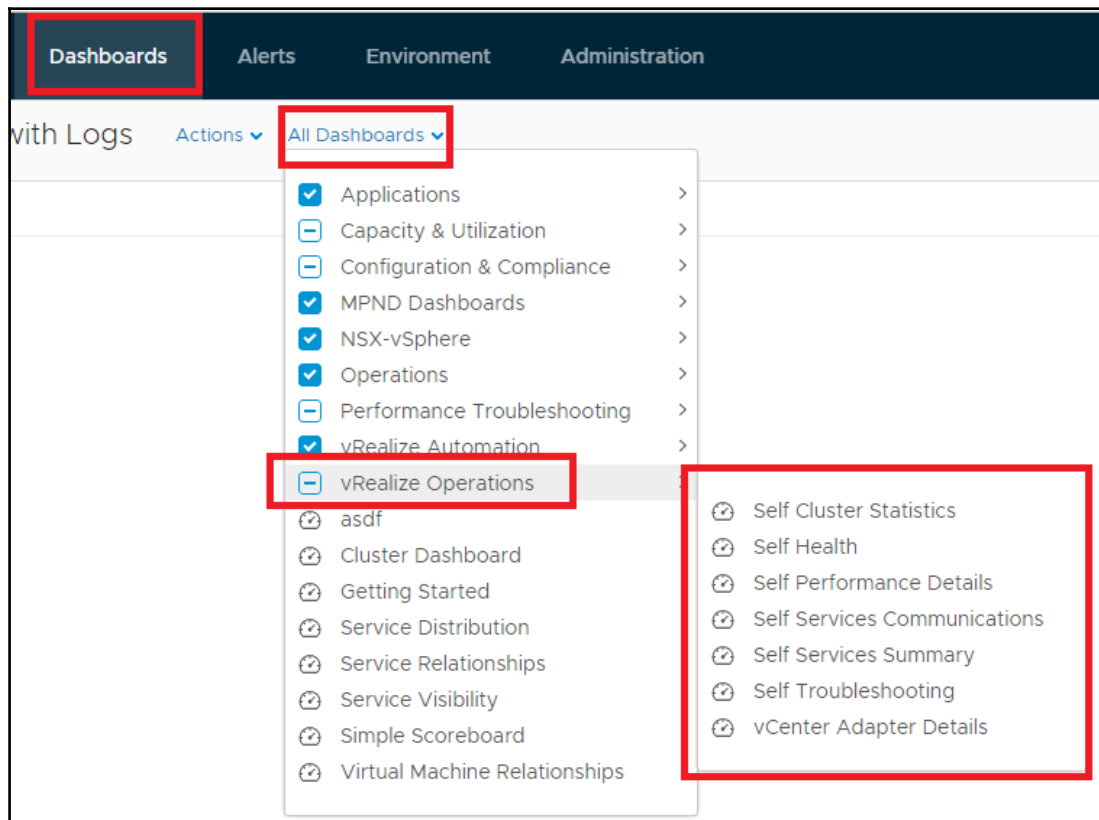 Dashboards Alerts Environment Administration
with Logs Actions All Dashboards
Applications
Capacity & Utilization
Configuration & Compliance
MPND Dashboards
NSX-vSphere
Operations
Performance Troubleshooting
vRealize Automation
vRealize Operations
asdf
Cluster Dashboard
Getting Started
Service Distribution
Service Relationships
Service Visibility
Simple Scoreboard
Virtual Machine Relationships
Self Cluster Statistics
Self Health
Self Performance Details
Self Services Communications
Self Services Summary
Self Troubleshooting
vCenter Adapter Details